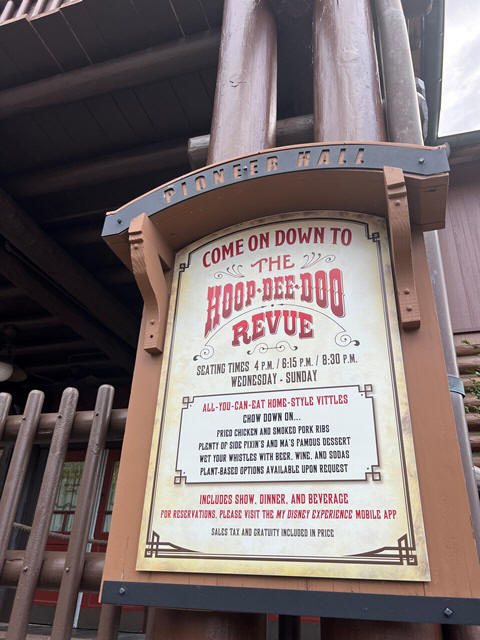 PIONEER HALL
COME ON DOWN TO
THE
HOOP-DEE-DOO
REVUE
SEATING TIMES 4 P.M. / 6:15 P.M. / 8:30 P.M.
WEDNESDAY - SUNDAY
ALL-YOU-CAN-EAT HOME-STYLE VITTLES
CHOW DOWN ON...
FRIED CHICKEN AND SMOKED PORK RIBS
PLENTY OF SIDE FIXIN'S AND MA'S FAMOUS DESSERT
WET YOUR WHISTLES WITH BEER, WINE, AND SODAS
PLANT-BASED OPTIONS AVAILABLE UPON REQUEST
INCLUDES SHOW, DINNER, AND BEVERAGE
FOR RESERVATIONS, PLEASE VISIT THE MY DISNEY EXPERIENCE MOBILE APP
SALES TAX AND GRATUITY INCLUDED IN PRICE